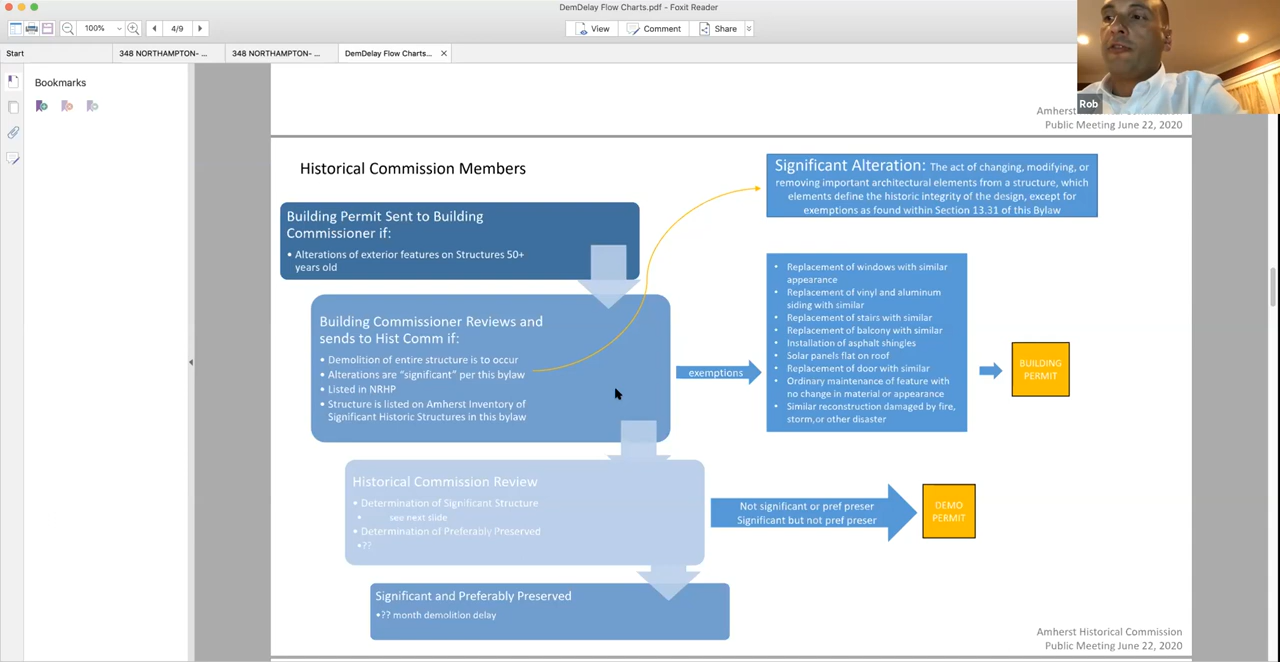 DemDelay Flow Charts.pdf - Foxit Reader
100%
4/9
View
Comment
Share
Start
348 NORTHAMPTON- ...
348 NORTHAMPTON- ...
DemDelay Flow Charts...
Bookmarks
Rob
Amherst
Public Meeting June 22, 2020
Historical Commission Members
Significant Alteration: The act of changing, modifying, or
removing important architectural elements from a structure, which
elements define the historic integrity of the design, except for
exemptions as found within Section 13.31 of this Bylaw
Building Permit Sent to Building
Commissioner if:
• Alterations of exterior features on Structures 50+
years old
Building Commissioner Reviews and
sends to Hist Comm if:
• Demolition of entire structure is to occur
• Alterations are “significant” per this bylaw
• Listed in NRHP
• Structure is listed on Amherst Inventory of
Significant Historic Structures in this bylaw
exemptions
• Replacement of windows with similar
appearance
• Replacement of vinyl and aluminum
siding with similar
• Replacement of stairs with similar
• Replacement of balcony with similar
• Installation of asphalt shingles
• Solar panels flat on roof
• Replacement of door with similar
• Ordinary maintenance of feature with
no change in material or appearance
• Similar reconstruction damaged by fire,
storm,or other disaster
BUILDING
PERMIT
Historical Commission Review
• Determination of Significant Structure
• see next slide
• Determination of Preferably Preserved
• ??
Not significant or pref preser
Significant but not pref preser
DEMO
PERMIT
Significant and Preferably Preserved
•?? month demolition delay
Amherst Historical Commission
Public Meeting June 22, 2020